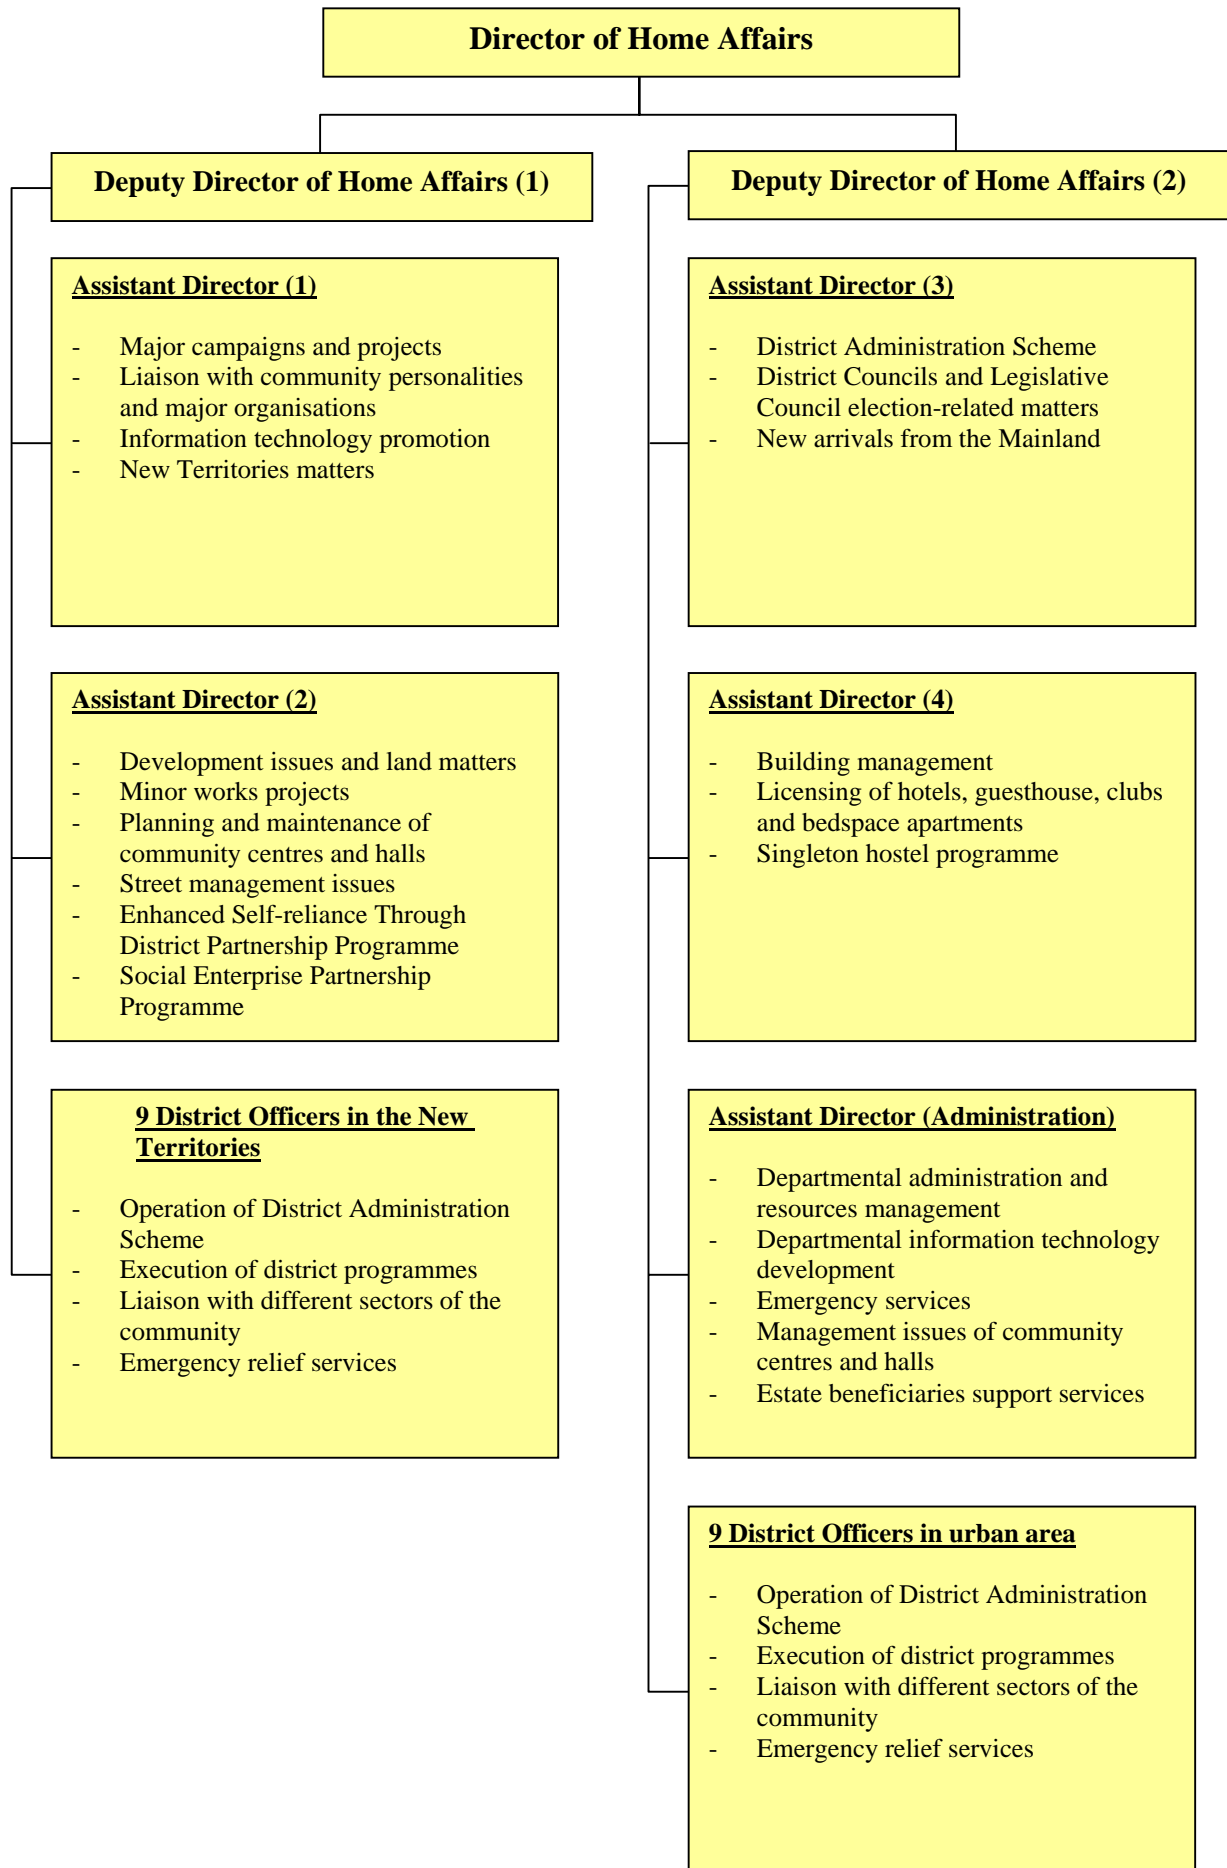 Director of Home Affairs
Deputy Director of Home Affairs (1)
Assistant Director (1)
- Major campaigns and projects
- Liaison with community personalities
and major organisations
- Information technology promotion
- New Territories matters
Assistant Director (2)
- Development issues and land matters
- Minor works projects
- Planning and maintenance of
community centres and halls
- Street management issues
- Enhanced Self-reliance Through
District Partnership Programme
- Social Enterprise Partnership
Programme
9 District Officers in the New
Territories
- Operation of District Administration
Scheme
- Execution of district programmes
- Liaison with different sectors of the
community
- Emergency relief services
Deputy Director of Home Affairs (2)
Assistant Director (3)
- District Administration Scheme
- District Councils and Legislative
Council election-related matters
- New arrivals from the Mainland
Assistant Director (4)
- Building management
- Licensing of hotels, guesthouse, clubs
and bedspace apartments
- Singleton hostel programme
Assistant Director (Administration)
- Departmental administration and
resources management
- Departmental information technology
development
- Emergency services
- Management issues of community
centres and halls
- Estate beneficiaries support services
9 District Officers in urban area
- Operation of District Administration
Scheme
- Execution of district programmes
- Liaison with different sectors of the
community
- Emergency relief services